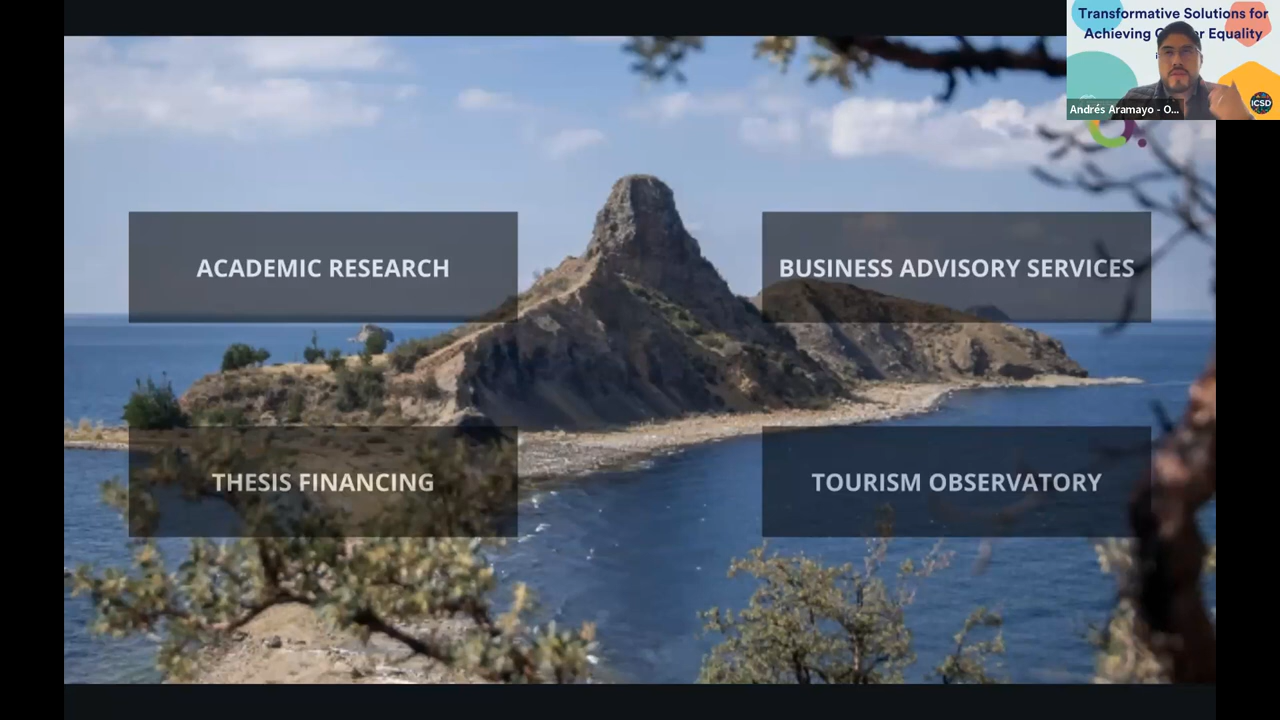 Transformative Solutions for
Achieving Equality
Andrés Aramayo - O...
ICSD
ACADEMIC RESEARCH
BUSINESS ADVISORY SERVICES
THESIS FINANCING
TOURISM OBSERVATORY